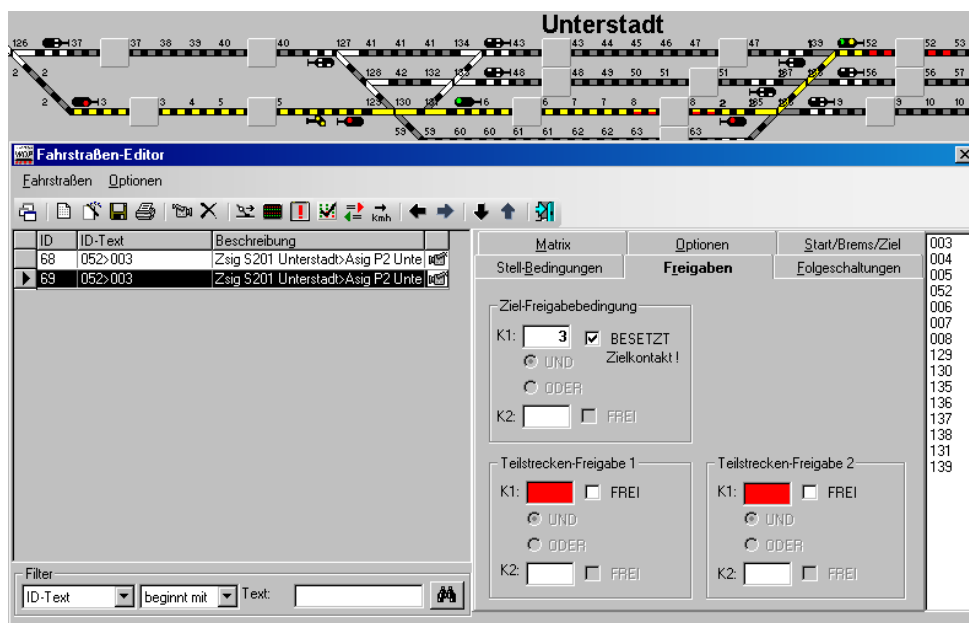 Unterstadt
126 37 37 38 39 40 40 127 41 41 41 134 43 43 44 45 46 47 47 139 52 52 53
2 2 128 42 132 133 48 48 49 50 51 51 56 56 57
2 3 3 4 5 5 129 130 6 6 7 7 8 8 2 9 9 10 10
59 59 60 60 61 61 62 62 63 63
Fahrstraßen-Editor
Fahrstraßen Optionen
kmh
ID ID-Text Beschreibung
68 052>003 Zsig S201 Unterstadt>Asig P2 Unte
69 052>003 Zsig S201 Unterstadt>Asig P2 Unte
Matrix Optionen Start/Brems/Ziel
Stell-Bedingungen Freigaben Folgeschaltungen
Ziel-Freigabebedingung
K1: 3 BESETZT
Zielkontakt !
UND
ODER
K2: FREI
Teilstrecken-Freigabe 1
K1: FREI
UND
ODER
K2: FREI
Teilstrecken-Freigabe 2
K1: FREI
UND
ODER
K2: FREI
003
004
005
052
006
007
008
129
130
135
136
137
138
131
139
Filter
ID-Text beginnt mit Text: